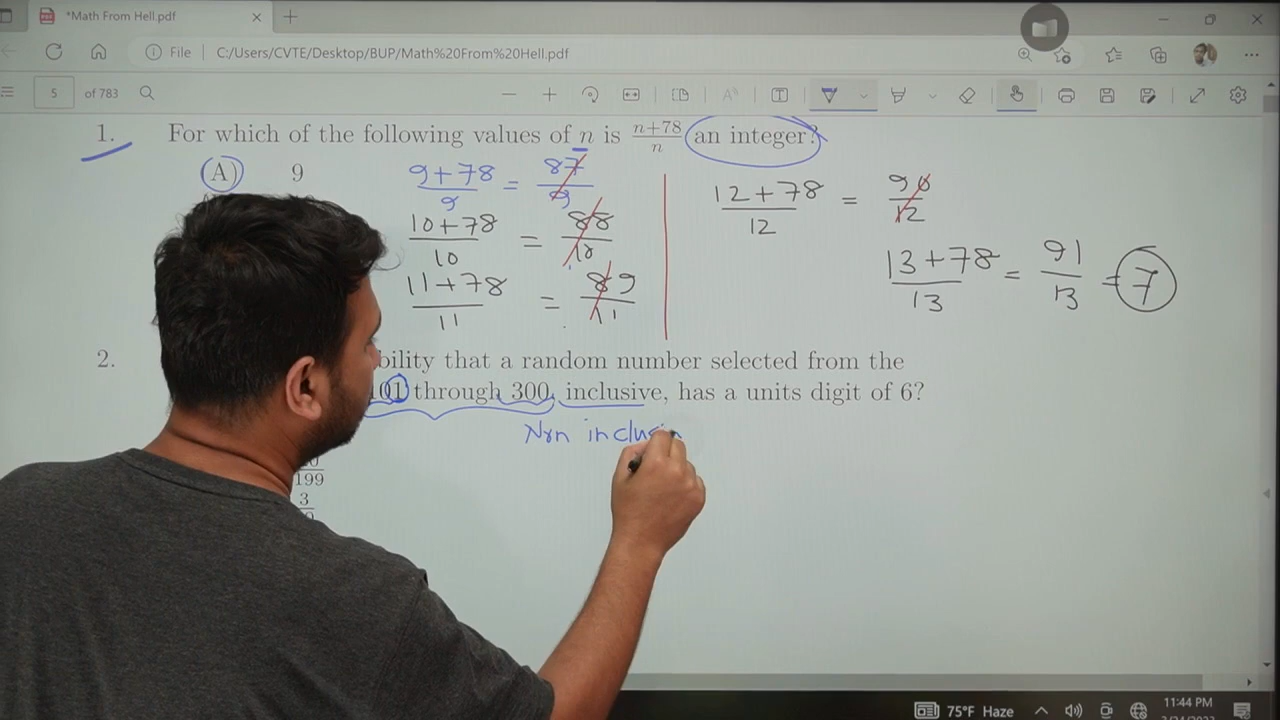 *Math From Hell.pdf
File C:/Users/CVTE/Desktop/BUP/Math%20From%20Hell.pdf
5 of 783
1. For which of the following values of n is n+78/n an integer?
(A) 9
9+78/9 = 87/9
10+78/10 = 88/10
11+78/11 = 89/11
12+78/12 = 90/12
13+78/13 = 91/13 = 7
2. bility that a random number selected from the
101 through 300, inclusive, has a units digit of 6?
Non inclusi
199
3
75°F Haze
11:44 PM